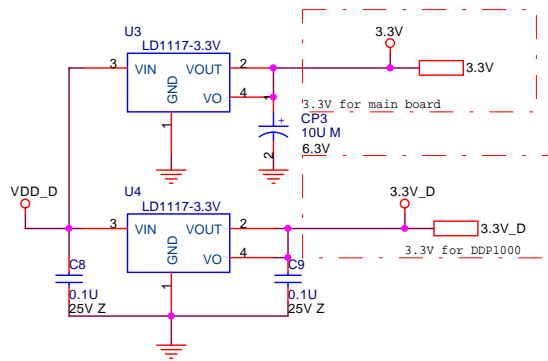 U3
LD1117-3.3V
3 VIN VOUT 2
VO 4
GND
1
1
+
CP3
10U M
6.3V
2
3.3V
3.3V
3.3V for main board
U4
LD1117-3.3V
VDD_D
3 VIN VOUT 2
VO 4
GND
1
C8
0.1U
25V Z
C9
0.1U
25V Z
3.3V_D
3.3V_D
3.3V for DDP1000